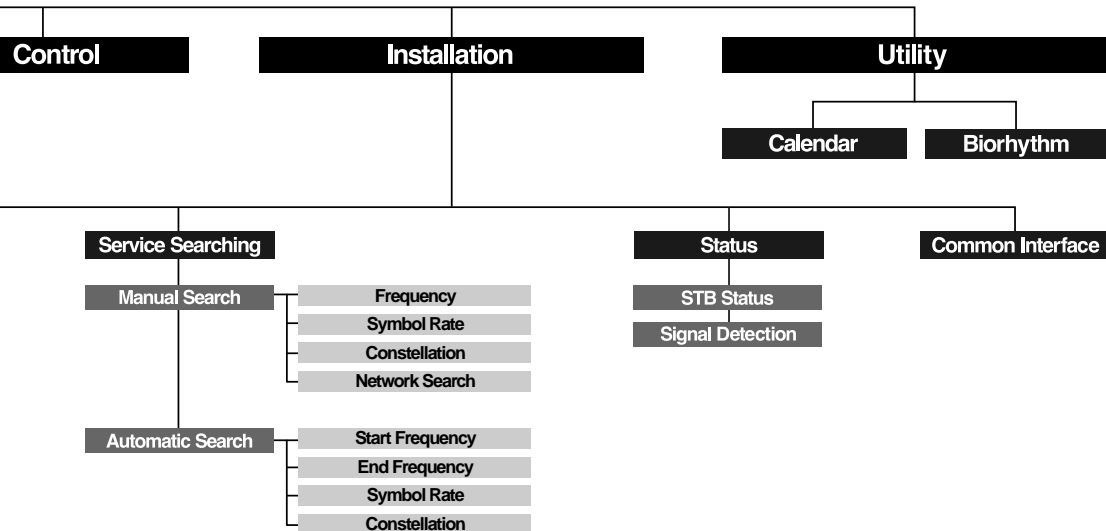 Control
Installation
Utility
Calendar
Biorhythm
Service Searching
Status
Common Interface
Manual Search
Frequency
Symbol Rate
Constellation
Network Search
STB Status
Signal Detection
Automatic Search
Start Frequency
End Frequency
Symbol Rate
Constellation